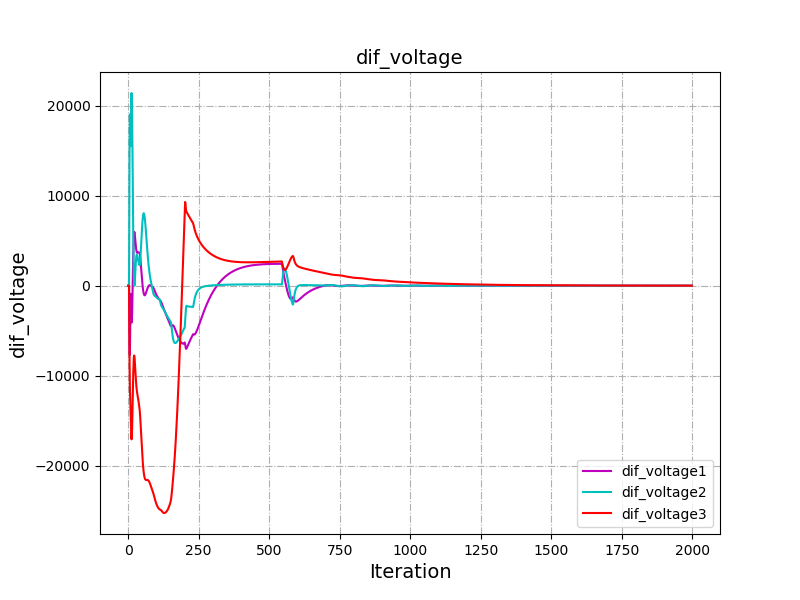 dif_voltage
20000
10000
0
−10000
−20000
dif_voltage
dif_voltage1
dif_voltage2
dif_voltage3
0 250 500 750 1000 1250 1500 1750 2000
Iteration